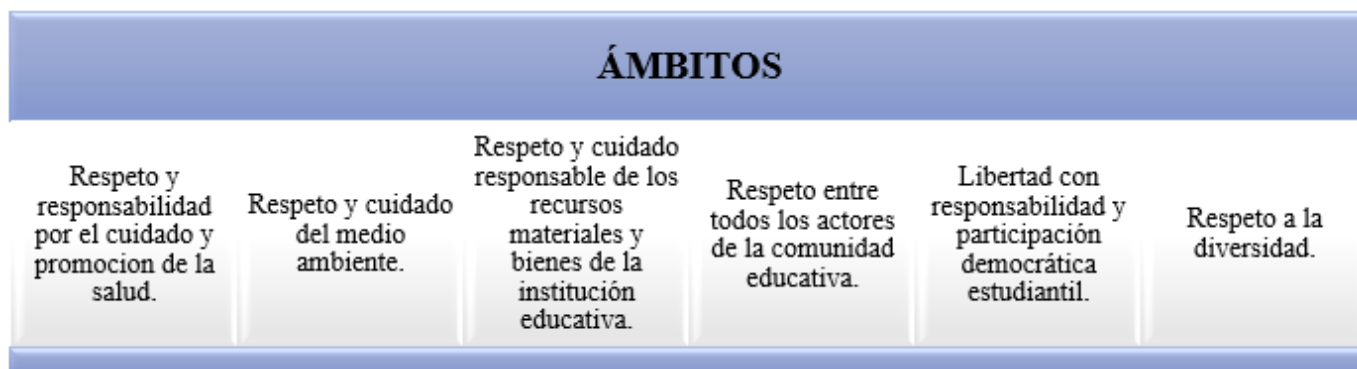 ÁMBITOS
Respeto y
responsabilidad
por el cuidado y
promocion de la
salud.
Respeto y cuidado
del medio
ambiente.
Respeto y cuidado
responsable de los
recursos
materiales y
bienes de la
institución
educativa.
Respeto entre
todos los actores
de la comunidad
educativa.
Libertad con
responsabilidad y
participación
democrática
estudiantil.
Respeto a la
diversidad.